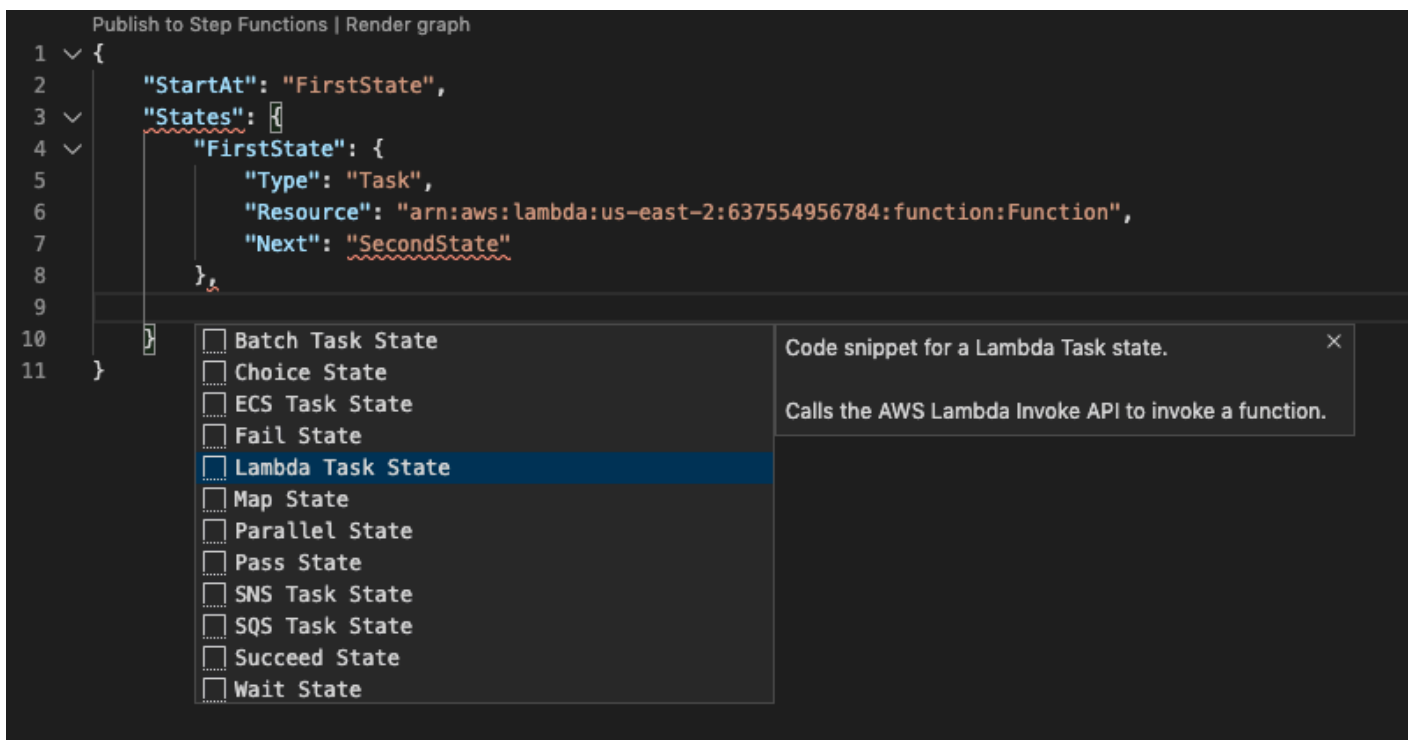 Publish to Step Functions | Render graph
1 {
2 "StartAt": "FirstState",
3 "States": {
4 "FirstState": {
5 "Type": "Task",
6 "Resource": "arn:aws:lambda:us-east-2:637554956784:function:Function",
7 "Next": "SecondState"
8 },
9
10 }
11 }
Batch Task State
Choice State
ECS Task State
Fail State
Lambda Task State
Map State
Parallel State
Pass State
SNS Task State
SQS Task State
Succeed State
Wait State
Code snippet for a Lambda Task state.
Calls the AWS Lambda Invoke API to invoke a function.